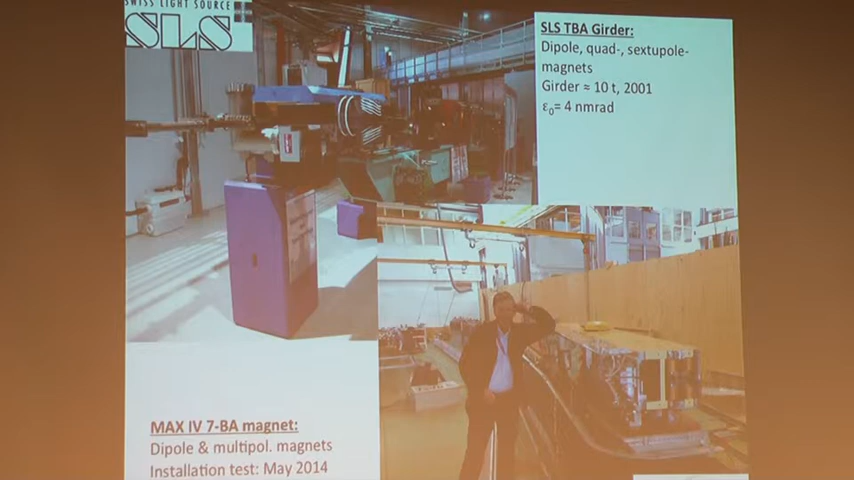 SWISS LIGHT SOURCE
SLS
SLS TBA Girder:
Dipole, quad-, sextupole-
magnets
Girder ≈ 10 t, 2001
ε₀= 4 nmrad
MAX IV 7-BA magnet:
Dipole & multipol. magnets
Installation test: May 2014